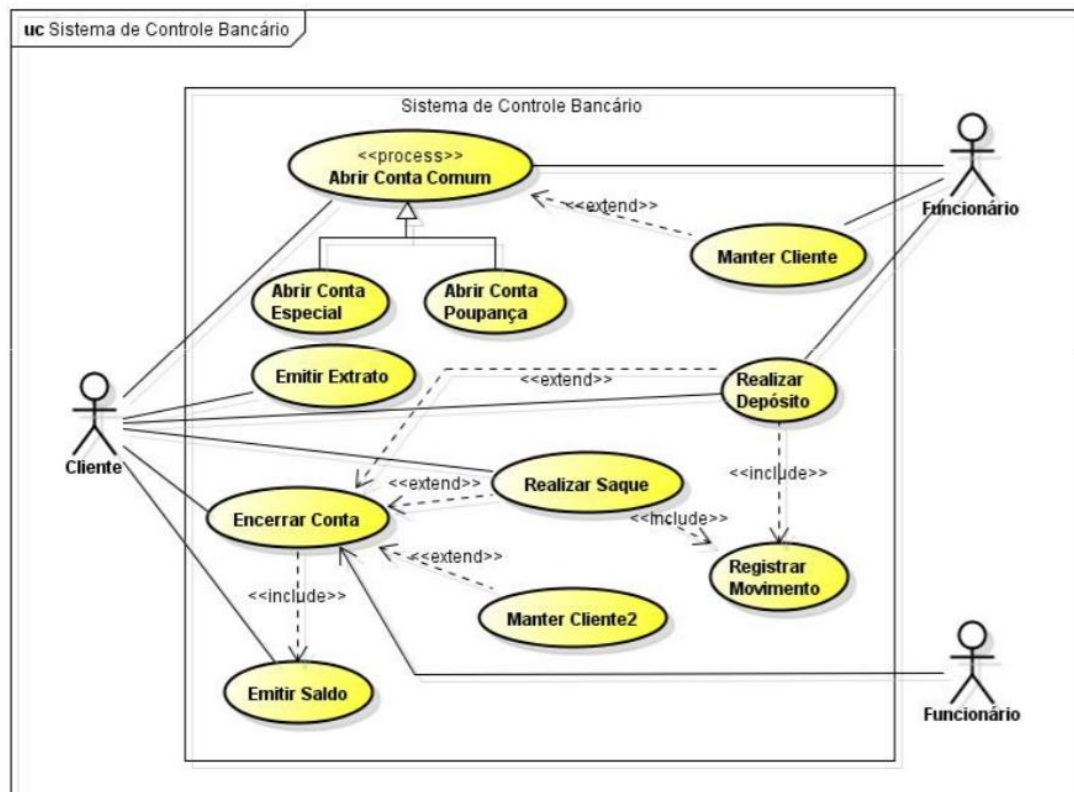 uc Sistema de Controle Bancário
Sistema de Controle Bancário
<<process>>
Abrir Conta Comum
<<extend>>
Funcionário
Manter Cliente
Abrir Conta
Especial
Abrir Conta
Poupança
Emitir Extrato
<<extend>>
Realizar
Depósito
Cliente
<<extend>>
Realizar Saque
<<include>>
Encerrar Conta
<<include>>
<<extend>>
Registrar
Movimento
<<include>>
Manter Cliente2
Emitir Saldo
Funcionário